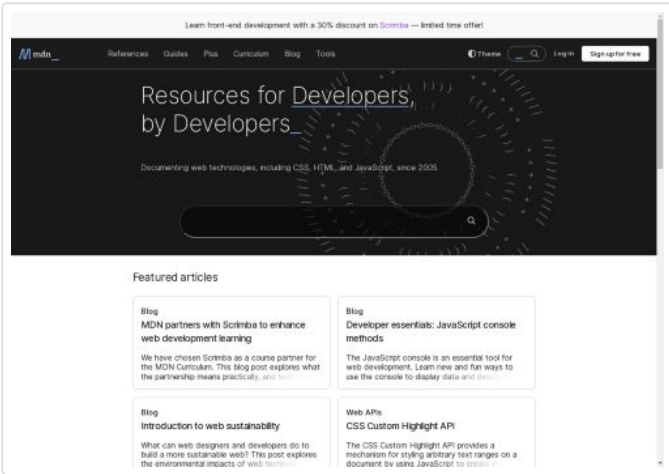 Learn front-end development with a 30% discount on Scrimba — limited time offer!
mdn_
References Guides Plus Curriculum Blog Tools
Theme
Log in
Sign up for free
Resources for Developers,
by Developers_
Documenting web technologies, including CSS, HTML, and JavaScript, since 2005.
Featured articles
Blog
MDN partners with Scrimba to enhance
web development learning
We have chosen Scrimba as a course partner for
the MDN Curriculum. This blog post explores what
the partnership means practically, and
Blog
Developer essentials: JavaScript console
methods
The JavaScript console is an essential tool for
web development. Learn new and fun ways to
use the console to display data and
Blog
Introduction to web sustainability
What can web designers and developers do to
build a more sustainable web? This post explores
the environmental impacts of web
Web APIs
CSS Custom Highlight API
The CSS Custom Highlight API provides a
mechanism for styling arbitrary text ranges on a
document by using JavaScript to create